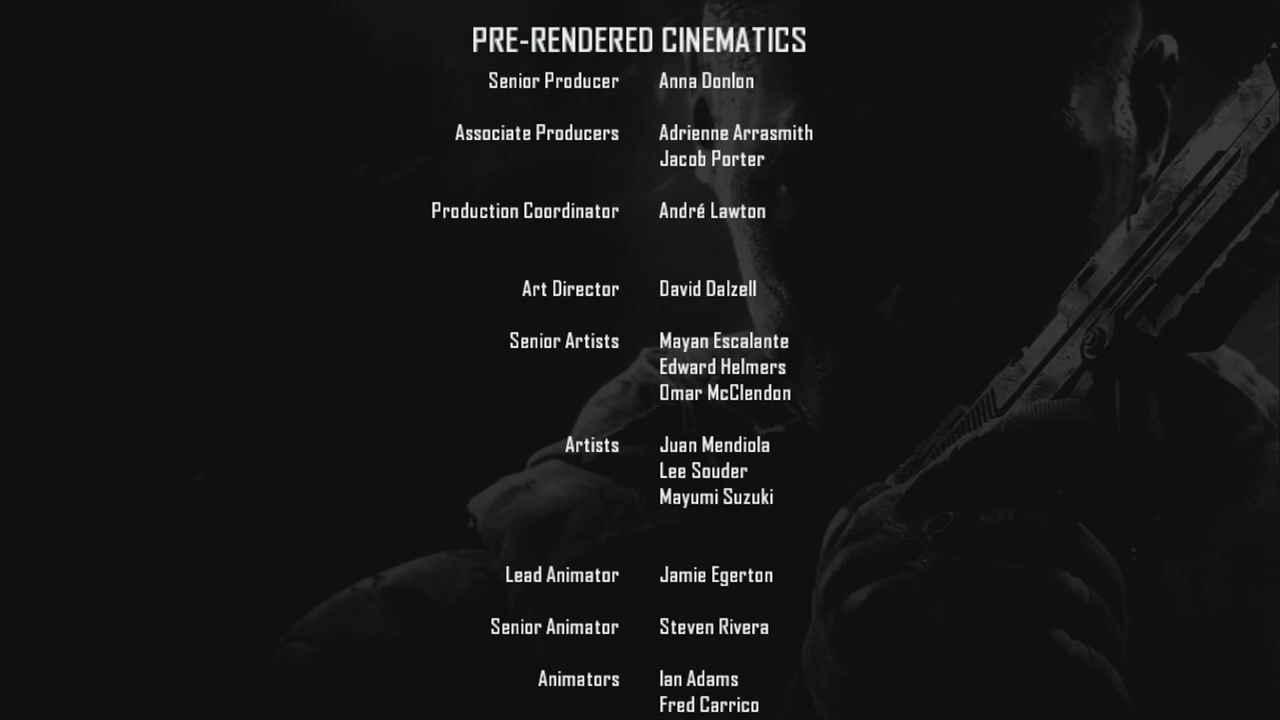 PRE-RENDERED CINEMATICS
Senior Producer Anna Donlon
Associate Producers Adrienne Arrasmith
Jacob Porter
Production Coordinator André Lawton
Art Director David Dalzell
Senior Artists Mayan Escalante
Edward Helmers
Omar McClendon
Artists Juan Mendiola
Lee Souder
Mayumi Suzuki
Lead Animator Jamie Egerton
Senior Animator Steven Rivera
Animators Ian Adams
Fred Carrico